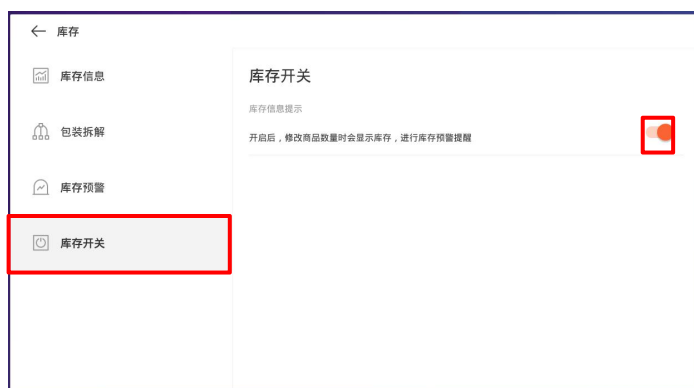 库存
库存信息
包装拆解
库存预警
库存开关
库存开关
库存信息提示
开启后，修改商品数量时会显示库存，进行库存预警提醒